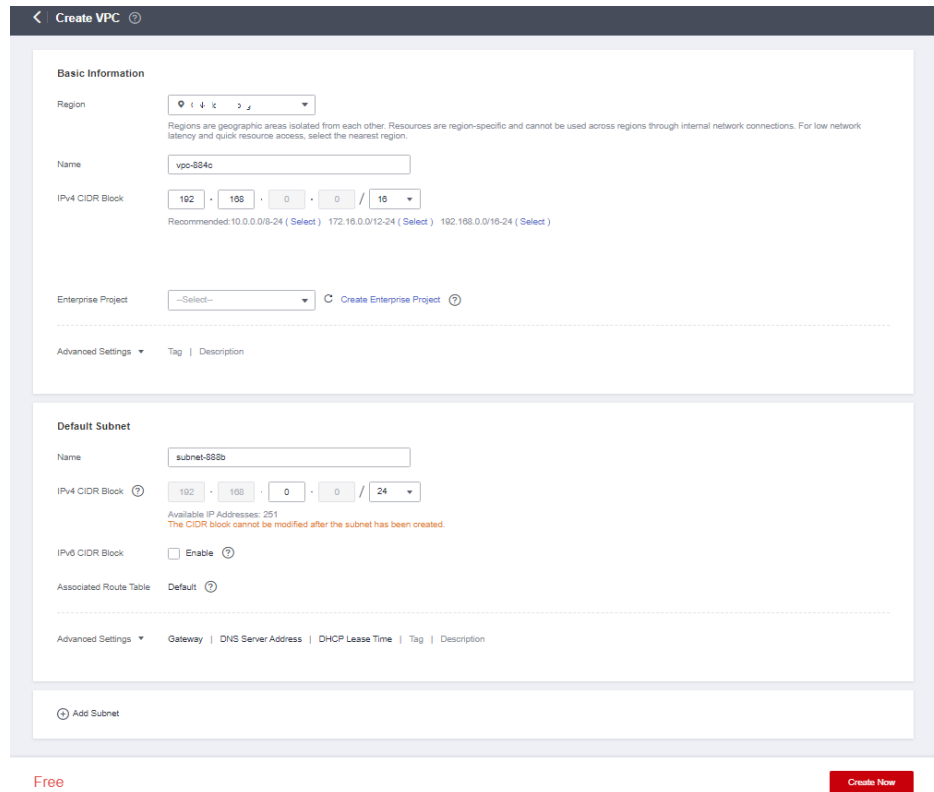 Create VPC ?
Basic Information
Region
Regions are geographic areas isolated from each other. Resources are region-specific and cannot be used across regions through internal network connections. For low network
latency and quick resource access, select the nearest region.
Name vpc-884c
IPv4 CIDR Block 192 . 168 . 0 . 0 / 16
Recommended:10.0.0.0/8-24 ( Select ) 172.16.0.0/12-24 ( Select ) 192.168.0.0/16-24 ( Select )
Enterprise Project --Select-- Create Enterprise Project ?
Advanced Settings Tag | Description
Default Subnet
Name subnet-888b
IPv4 CIDR Block ? 192 . 168 . 0 . 0 / 24
Available IP Addresses: 251
The CIDR block cannot be modified after the subnet has been created.
IPv6 CIDR Block Enable ?
Associated Route Table Default ?
Advanced Settings Gateway | DNS Server Address | DHCP Lease Time | Tag | Description
Add Subnet
Free Create Now